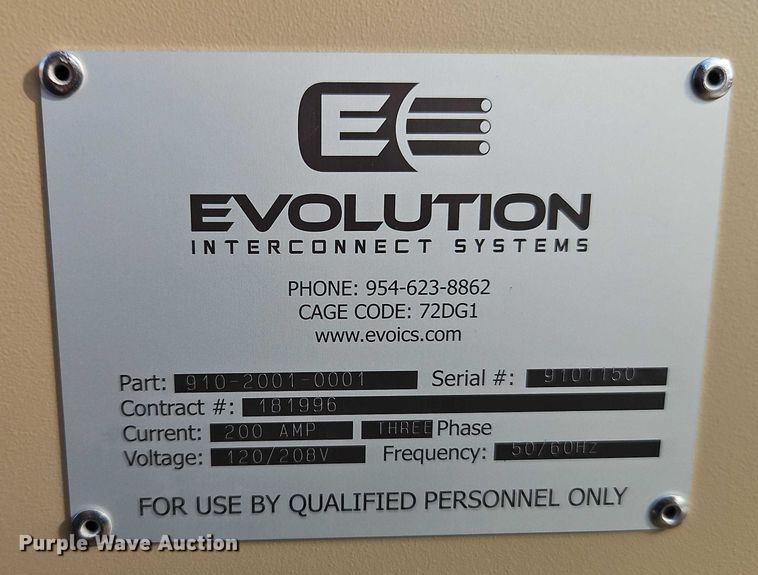 E
EVOLUTION
INTERCONNECT SYSTEMS
PHONE: 954-623-8862
CAGE CODE: 72DG1
www.evoics.com
Part: 910-2001-0001 Serial #: 9101150
Contract #: 181996
Current: 200 AMP THREE Phase
Voltage: 120/208V Frequency: 50/60Hz
FOR USE BY QUALIFIED PERSONNEL ONLY
Purple Wave Auction